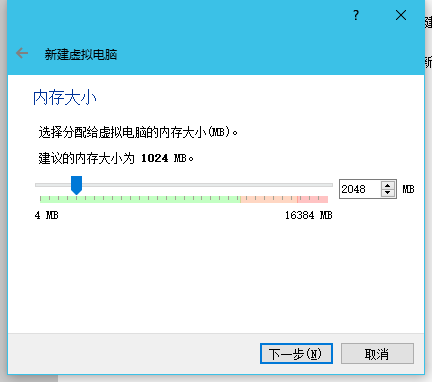 ?
建
新建虚拟电脑
新
内存大小
选择分配给虚拟电脑的内存大小(MB)。
建议的内存大小为 1024 MB。
2048 MB
4 MB 16384 MB
下一步(N) 取消